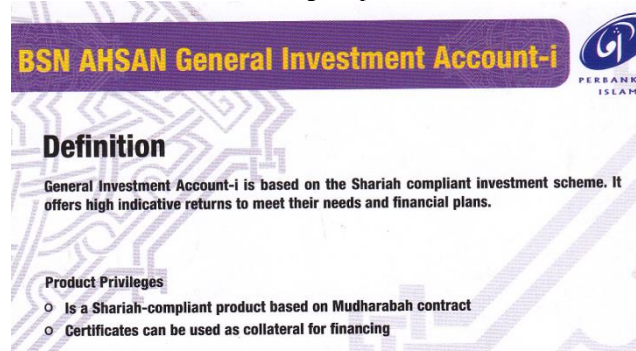 BSN AHSAN General Investment Account-i
PERBANK
ISLAM
Definition
General Investment Account-i is based on the Shariah compliant investment scheme. It
offers high indicative returns to meet their needs and financial plans.
Product Privileges
o Is a Shariah-compliant product based on Mudharabah contract
o Certificates can be used as collateral for financing